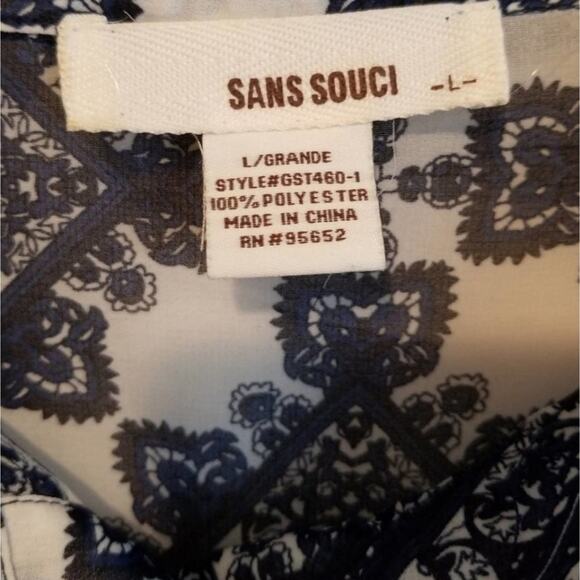 SANS SOUCI -L-
L/GRANDE
STYLE#GST460-1
100% POLYESTER
MADE IN CHINA
RN #95652